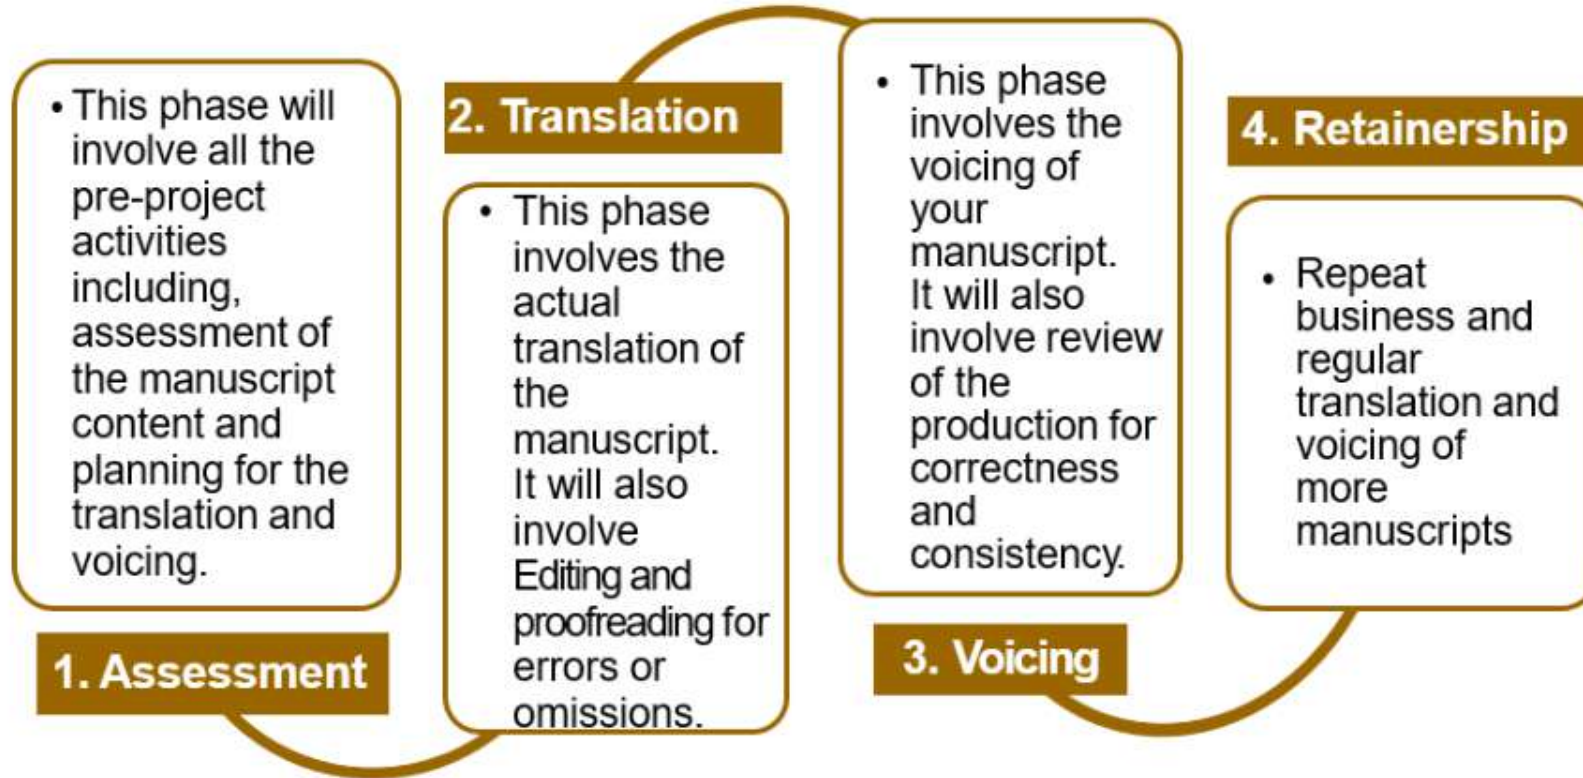 • This phase will
involve all the
pre-project
activities
including,
assessment of
the manuscript
content and
planning for the
translation and
voicing.
1. Assessment
2. Translation
• This phase
involves the
actual
translation of
the
manuscript.
It will also
involve
Editing and
proofreading for
errors or
omissions.
• This phase
involves the
voicing of
your
manuscript.
It will also
involve review
of the
production for
correctness
and
consistency.
3. Voicing
4. Retainership
• Repeat
business and
regular
translation and
voicing of
more
manuscripts